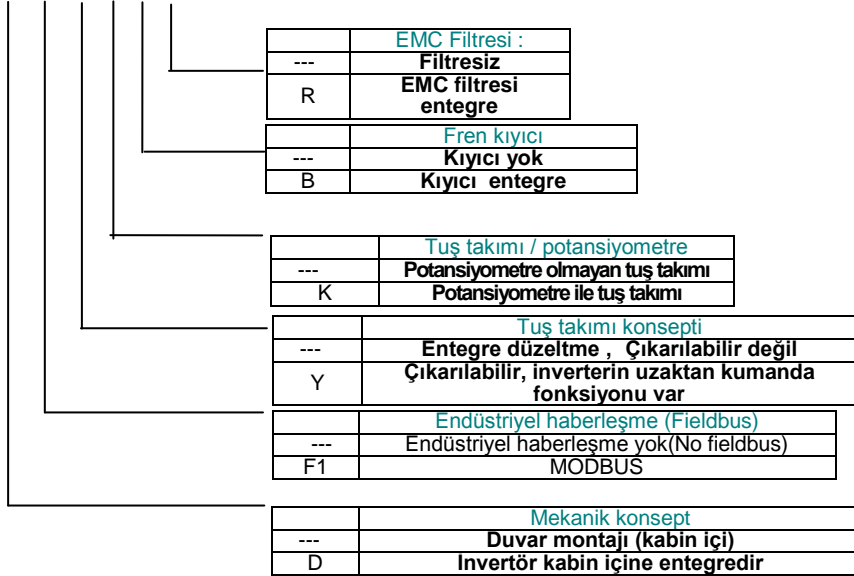 EMC Filtresi :
--- Filtresiz
R EMC filtresi
entegre
Fren kıyıcı
--- Kıyıcı yok
B Kıyıcı entegre
Tuş takımı / potansiyometre
--- Potansiyometre olmayan tuş takımı
K Potansiyometre ile tuş takımı
Tuş takımı konsepti
--- Entegre düzeltme , Çıkarılabilir değil
Y Çıkarılabilir, inverterin uzaktan kumanda
fonksiyonu var
Endüstriyel haberleşme (Fieldbus)
--- Endüstriyel haberleşme yok(No fieldbus)
F1 MODBUS
Mekanik konsept
--- Duvar montajı (kabin içi)
D Invertör kabin içine entegredir